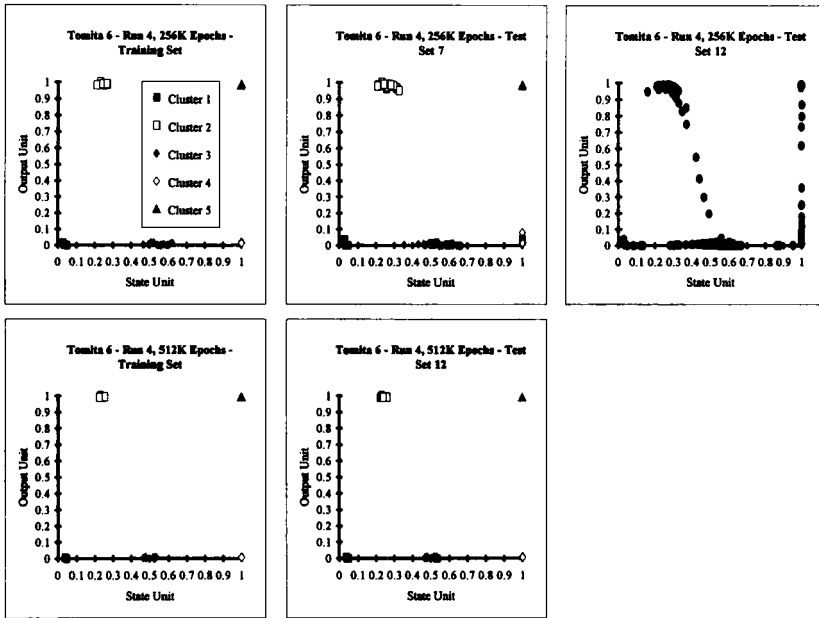 Tomita 6 - Run 4, 256K Epochs -
Training Set
1
0.9
0.8
0.7
0.6
0.5
0.4
0.3
0.2
0.1
0
Output Unit
0 0.1 0.2 0.3 0.4 0.5 0.6 0.7 0.8 0.9 1
State Unit
Cluster 1
Cluster 2
Cluster 3
Cluster 4
Cluster 5
Tomita 6 - Run 4, 256K Epochs - Test
Set 7
1
0.9
0.8
0.7
0.6
0.5
0.4
0.3
0.2
0.1
0
Output Unit
0 0.1 0.2 0.3 0.4 0.5 0.6 0.7 0.8 0.9 1
State Unit
Tomita 6 - Run 4, 256K Epochs - Test
Set 12
1
0.9
0.8
0.7
0.6
0.5
0.4
0.3
0.2
0.1
0
Output Unit
0 0.1 0.2 0.3 0.4 0.5 0.6 0.7 0.8 0.9 1
State Unit
Tomita 6 - Run 4, 512K Epochs -
Training Set
1
0.9
0.8
0.7
0.6
0.5
0.4
0.3
0.2
0.1
0
Output Unit
0 0.1 0.2 0.3 0.4 0.5 0.6 0.7 0.8 0.9 1
State Unit
Tomita 6 - Run 4, 512K Epochs - Test
Set 12
1
0.9
0.8
0.7
0.6
0.5
0.4
0.3
0.2
0.1
0
Output Unit
0 0.1 0.2 0.3 0.4 0.5 0.6 0.7 0.8 0.9 1
State Unit